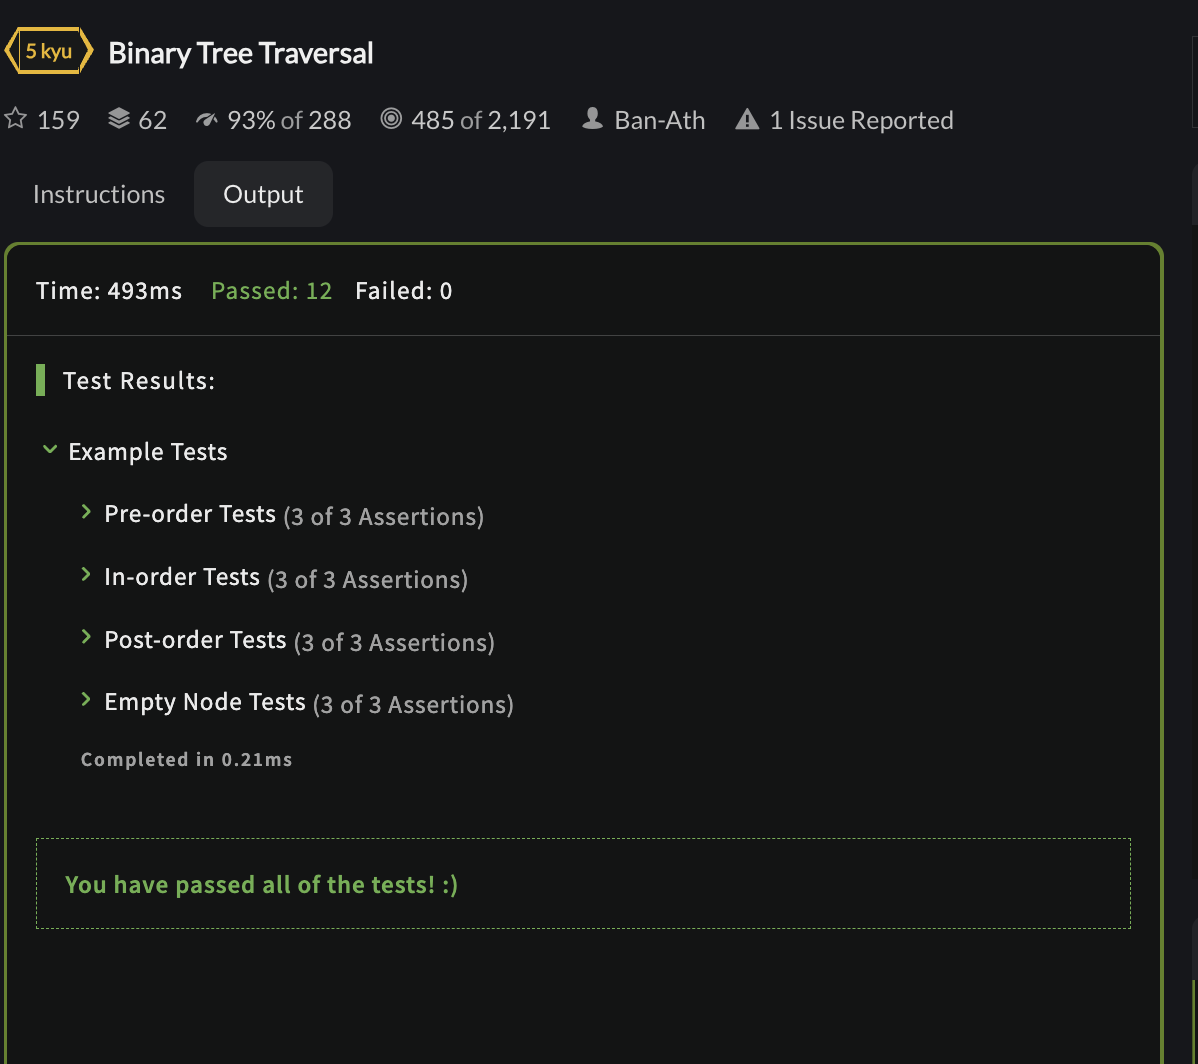 5 kyu Binary Tree Traversal
159 62 93% of 288 485 of 2,191 Ban-Ath 1 Issue Reported
Instructions Output
Time: 493ms Passed: 12 Failed: 0
Test Results:
Example Tests
Pre-order Tests (3 of 3 Assertions)
In-order Tests (3 of 3 Assertions)
Post-order Tests (3 of 3 Assertions)
Empty Node Tests (3 of 3 Assertions)
Completed in 0.21ms
You have passed all of the tests! :)